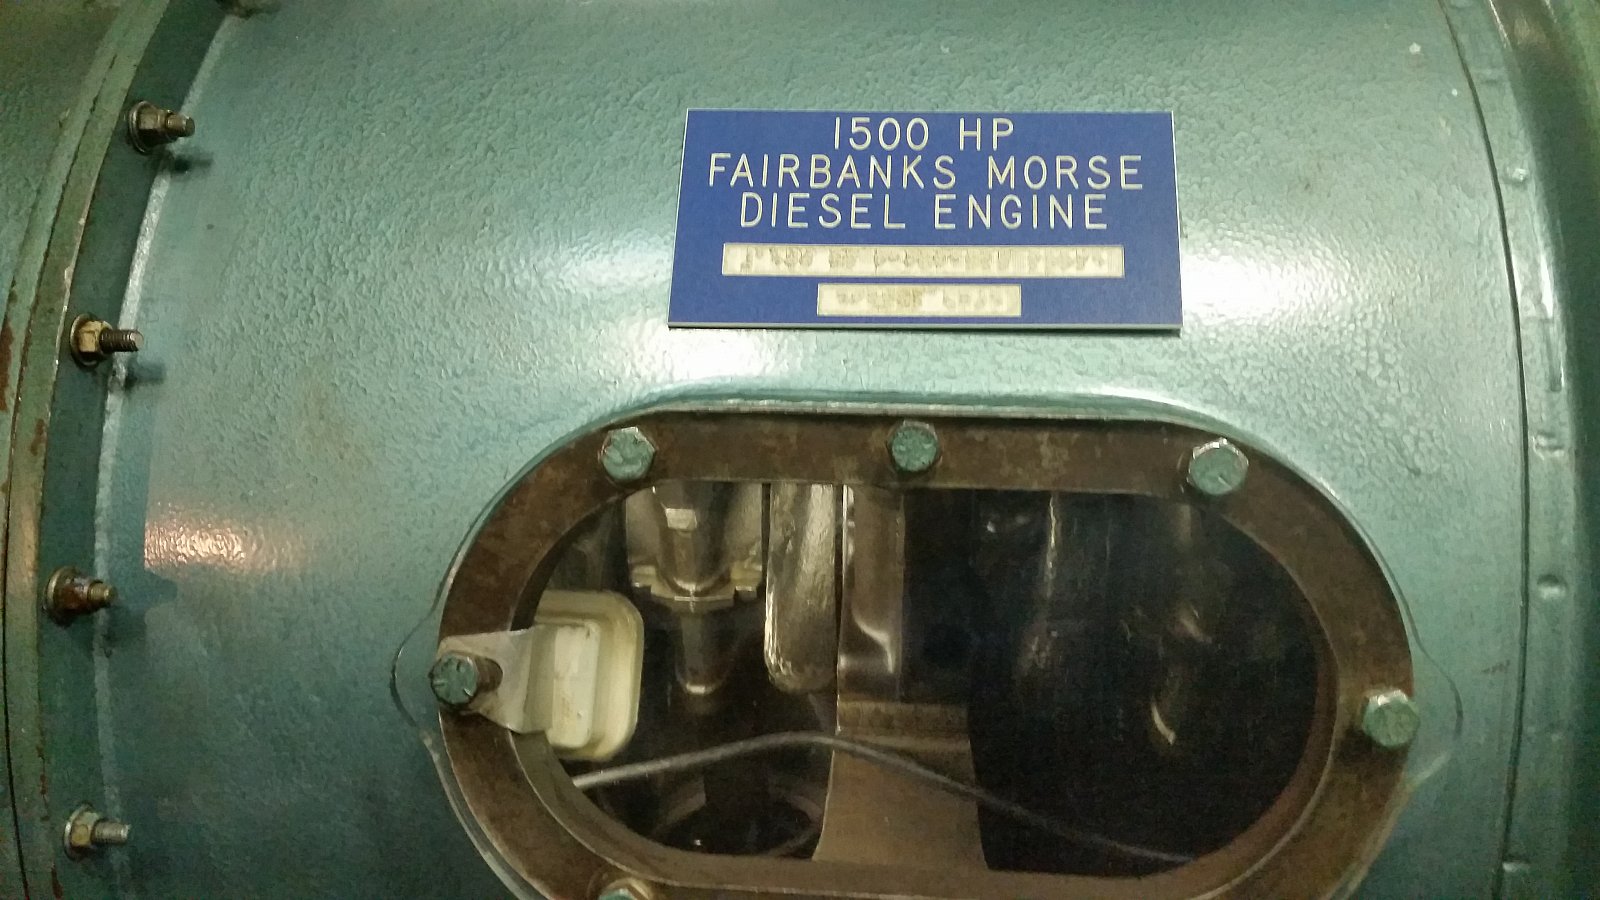 1500 HP
FAIRBANKS MORSE
DIESEL ENGINE